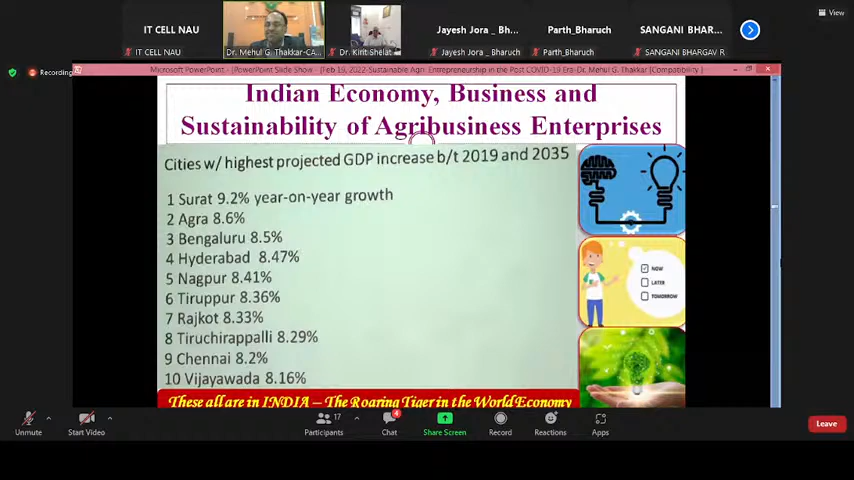 View
IT CELL NAU
Jayesh Jora _ Bh...
Parth_Bharuch
SANGANI BHAR...
IT CELL NAU
Dr. Mehul G. Thakkar-CA...
Dr. Kirit Shelat
Jayesh Jora _ Bharuch
Parth_Bharuch
SANGANI BHARGAV R
Recording
Microsoft PowerPoint - [PowerPoint Slide Show - [Feb 19, 2022-Sustainable Agri. Entrepreneurship in the Post COVID-19 Era-Dr. Mehul G. Thakkar [Compatibility
Indian Economy, Business and
Sustainability of Agribusiness Enterprises
Cities w/ highest projected GDP increase b/t 2019 and 2035
1 Surat 9.2% year-on-year growth
2 Agra 8.6%
3 Bengaluru 8.5%
4 Hyderabad 8.47%
5 Nagpur 8.41%
6 Tiruppur 8.36%
7 Rajkot 8.33%
8 Tiruchirappalli 8.29%
9 Chennai 8.2%
10 Vijayawada 8.16%
NOW
LATER
TOMORROW
These all are in INDIA – The Roaring Tiger in the World Economy
17
4
Unmute
Start Video
Participants
Chat
Share Screen
Record
Reactions
Apps
Leave